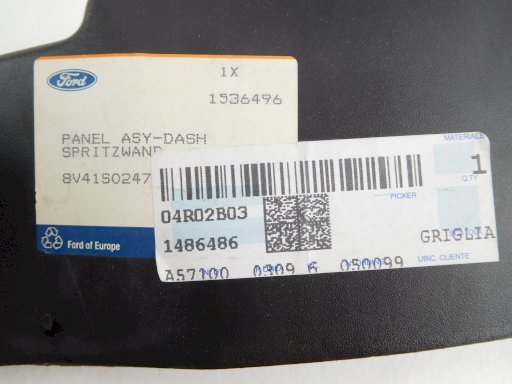 Ford
1X
1536496
PANEL ASY-DASH
SPRITZWAND
8V41S0247
Ford of Europe
MATERIALE
1
Q.TY
PICKER
04R02B03
1486486
GRIGLIA
A57100 0309 6 050099
UBIC. CLIENTE